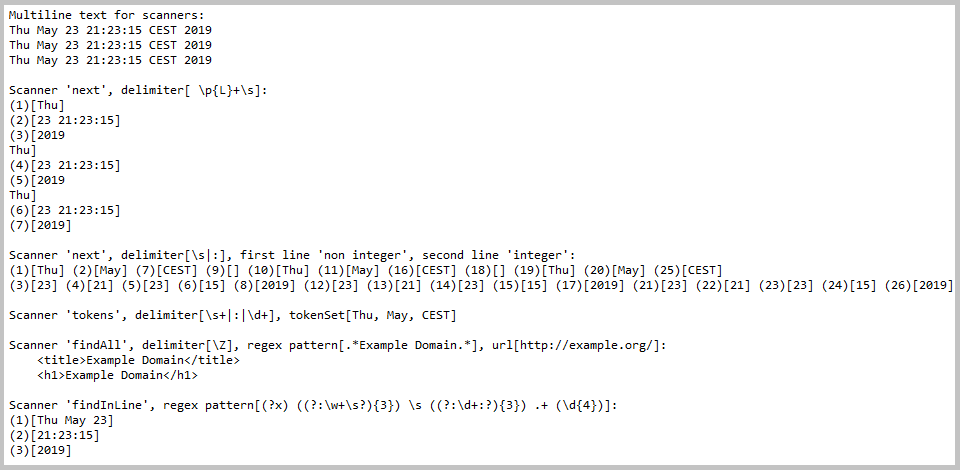 Multiline text for scanners:
Thu May 23 21:23:15 CEST 2019
Thu May 23 21:23:15 CEST 2019
Thu May 23 21:23:15 CEST 2019
Scanner 'next', delimiter[ \p{L}+\s]:
(1)[Thu]
(2)[23 21:23:15]
(3)[2019
Thu]
(4)[23 21:23:15]
(5)[2019
Thu]
(6)[23 21:23:15]
(7)[2019]
Scanner 'next', delimiter[\s|:], first line 'non integer', second line 'integer':
(1)[Thu] (2)[May] (7)[CEST] (9)[] (10)[Thu] (11)[May] (16)[CEST] (18)[] (19)[Thu] (20)[May] (25)[CEST]
(3)[23] (4)[21] (5)[23] (6)[15] (8)[2019] (12)[23] (13)[21] (14)[23] (15)[15] (17)[2019] (21)[23] (22)[21] (23)[23] (24)[15] (26)[2019]
Scanner 'tokens', delimiter[\s+|:|\d+], tokenSet[Thu, May, CEST]
Scanner 'findAll', delimiter[\Z], regex pattern[.*Example Domain.*], url[http://example.org/]:
    <title>Example Domain</title>
    <h1>Example Domain</h1>
Scanner 'findInLine', regex pattern[(?x) ((?:\w+\s?){3}) \s ((?:\d+:?){3}) .+ (\d{4})]:
(1)[Thu May 23]
(2)[21:23:15]
(3)[2019]